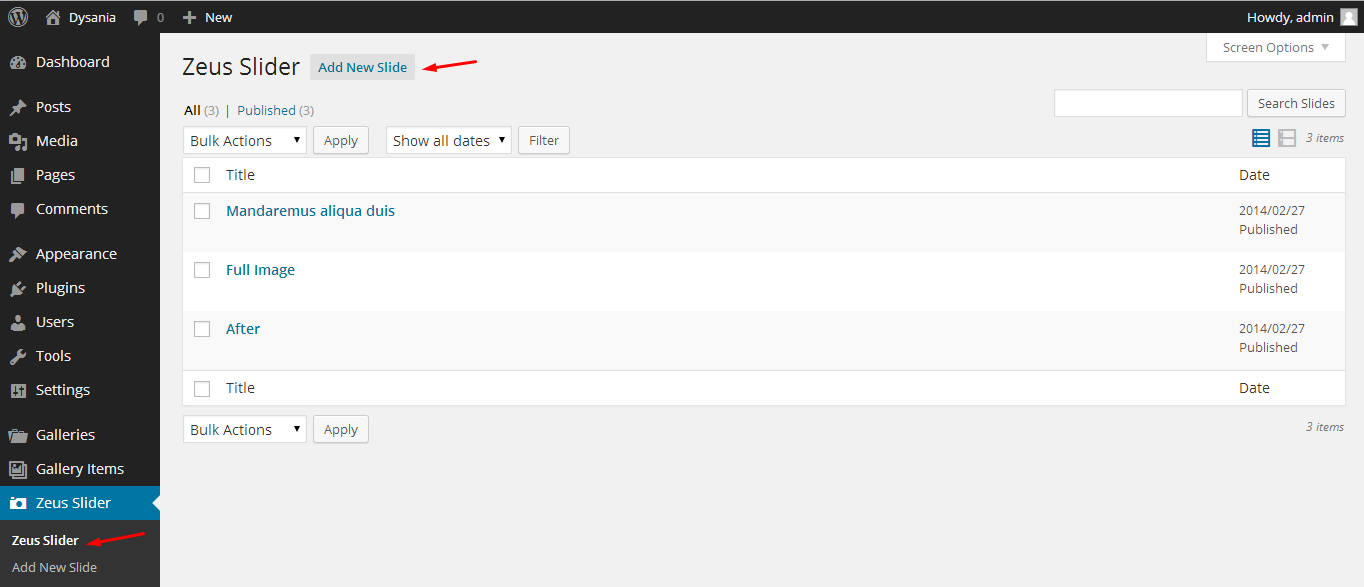 Dysania 0 New Howdy, admin
Dashboard
Posts
Media
Pages
Comments
Appearance
Plugins
Users
Tools
Settings
Galleries
Gallery Items
Zeus Slider
Zeus Slider
Add New Slide
Screen Options
Zeus Slider Add New Slide
All (3) | Published (3)
Search Slides
Bulk Actions Apply Show all dates Filter 3 items
Title Date
Mandaremus aliqua duis 2014/02/27
Published
Full Image 2014/02/27
Published
After 2014/02/27
Published
Title Date
Bulk Actions Apply 3 items